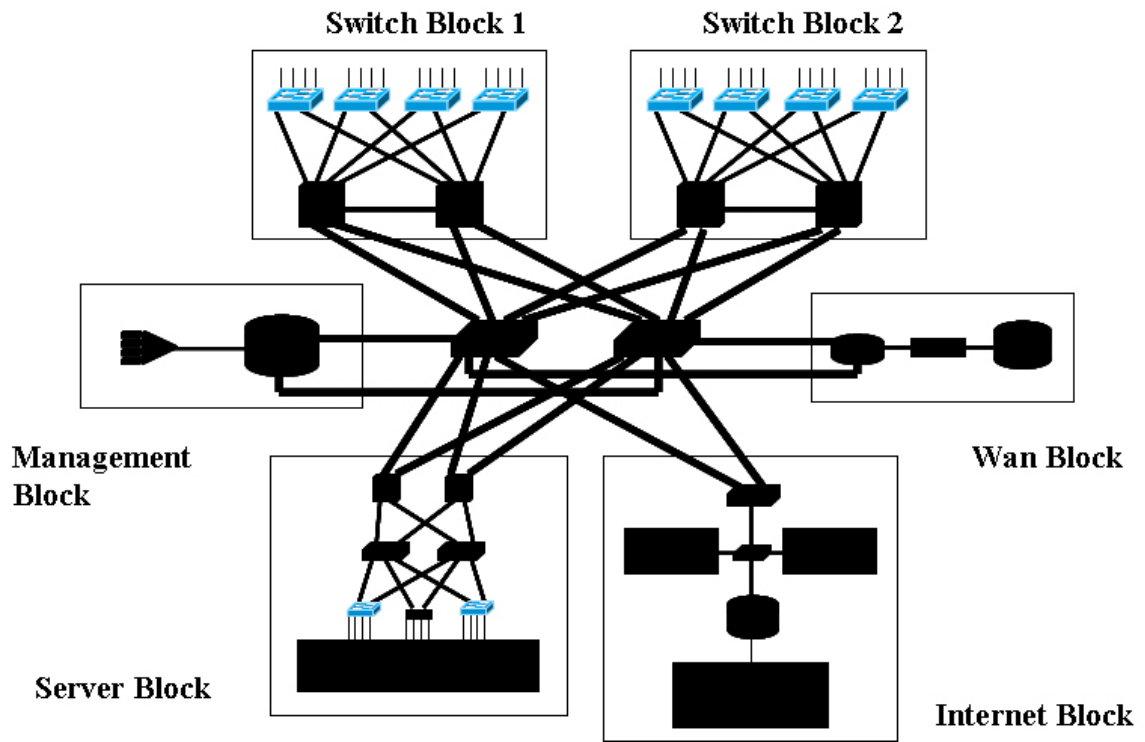 Switch Block 1
Switch Block 2
Management
Block
Wan Block
Server Block
Internet Block